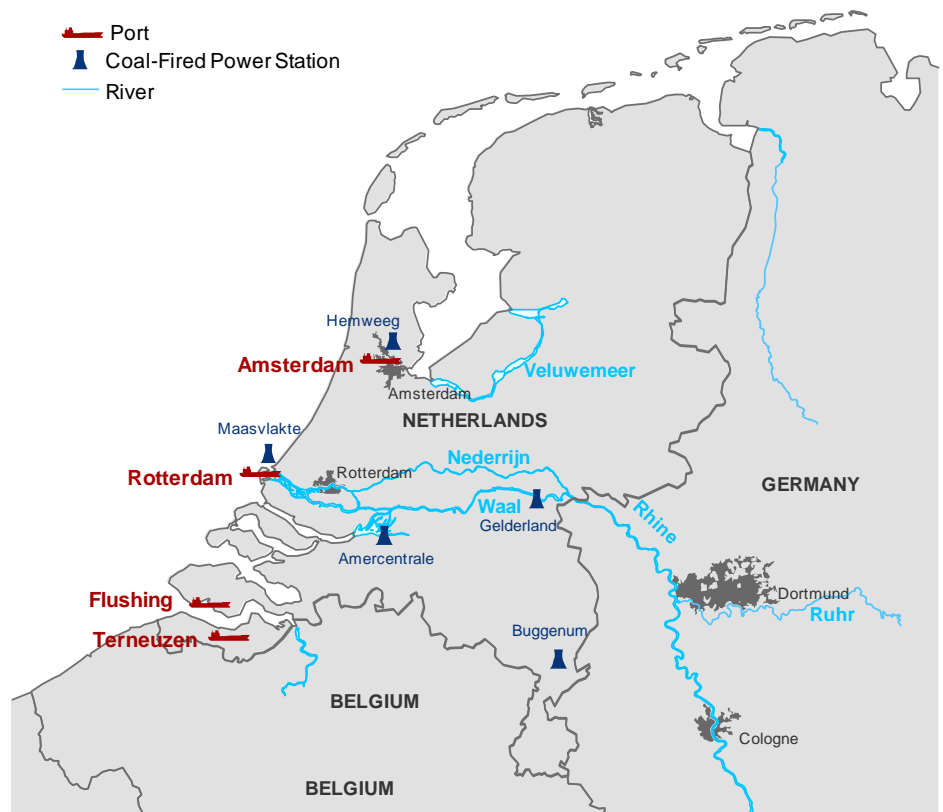 Port
Coal-Fired Power Station
River
Hemweeg
Amsterdam
Amsterdam
Veluwemeer
NETHERLANDS
Maasvlakte
Rotterdam
Rotterdam
Nederrijn
GERMANY
Waal
Gelderland
Rhine
Amercentrale
Dortmund
Ruhr
Flushing
Terneuzen
Buggenum
BELGIUM
Cologne
BELGIUM